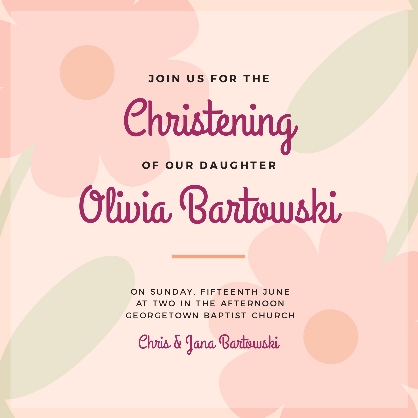 JOIN US FOR THE
Christening
OF OUR DAUGHTER
Olivia Bartowski
ON SUNDAY, FIFTEENTH JUNE
AT TWO IN THE AFTERNOON
GEORGETOWN BAPTIST CHURCH
Chris & Jana Bartowski